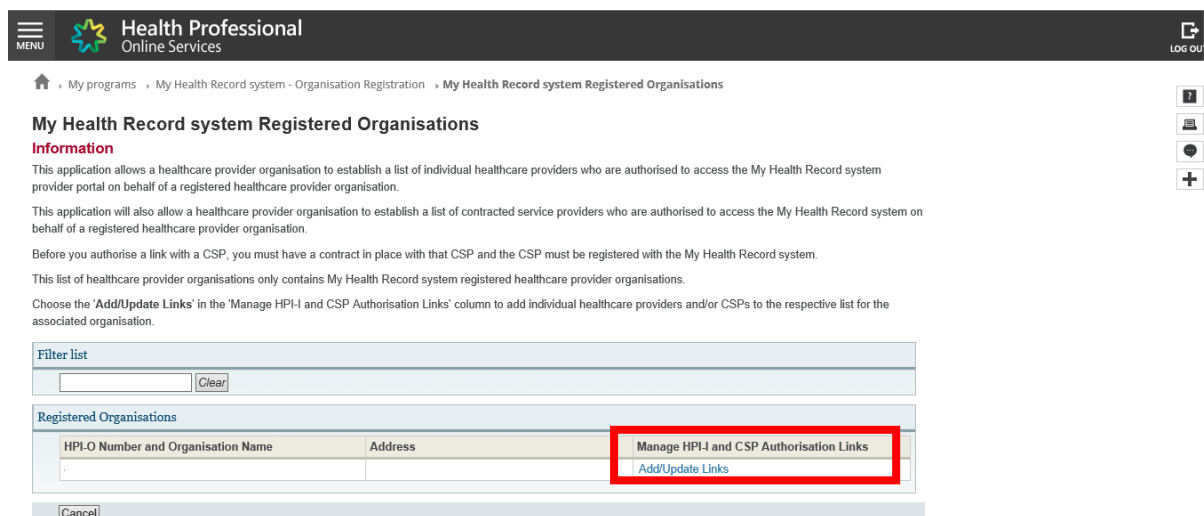 MENU
Health Professional
Online Services
LOG OUT
My programs › My Health Record system - Organisation Registration › My Health Record system Registered Organisations
?
My Health Record system Registered Organisations
Information
This application allows a healthcare provider organisation to establish a list of individual healthcare providers who are authorised to access the My Health Record system
provider portal on behalf of a registered healthcare provider organisation.
This application will also allow a healthcare provider organisation to establish a list of contracted service providers who are authorised to access the My Health Record system on
behalf of a registered healthcare provider organisation.
Before you authorise a link with a CSP, you must have a contract in place with that CSP and the CSP must be registered with the My Health Record system.
This list of healthcare provider organisations only contains My Health Record system registered healthcare provider organisations.
Choose the 'Add/Update Links' in the 'Manage HPI-I and CSP Authorisation Links' column to add individual healthcare providers and/or CSPs to the respective list for the
associated organisation.
Filter list
Clear
Registered Organisations
HPI-O Number and Organisation Name Address Manage HPI-I and CSP Authorisation Links
Add/Update Links
Cancel